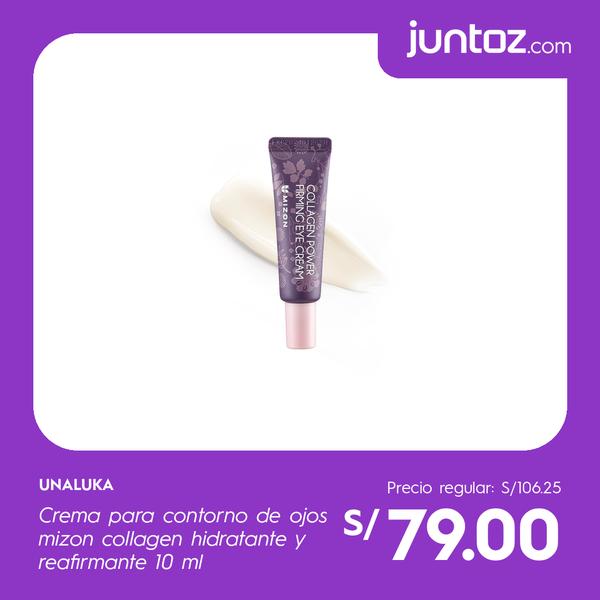 juntoz.com
COLLAGEN POWER
FIRMING EYE CREAM
MIZON
UNALUKA
Crema para contorno de ojos
mizon collagen hidratante y
reafirmante 10 ml
Precio regular: S/106.25
S/79.00